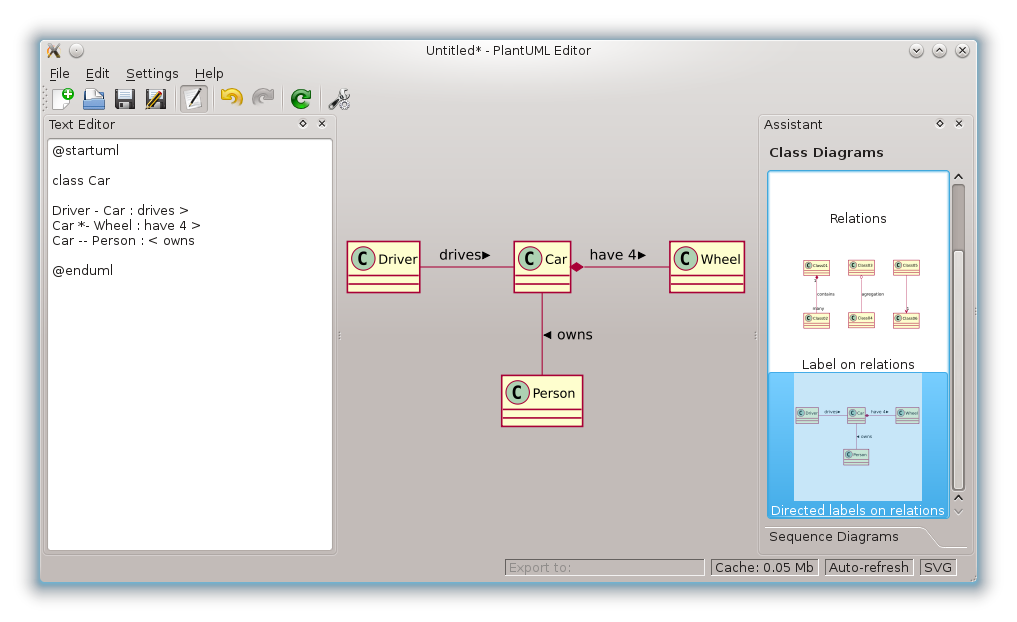 Untitled* - PlantUML Editor
File Edit Settings Help
Text Editor
@startuml
class Car
Driver - Car : drives >
Car *- Wheel : have 4 >
Car -- Person : < owns
@enduml
C Driver
drives▶
C Car
have 4▶
C Wheel
◀ owns
C Person
Assistant
Class Diagrams
Relations
C Class01
C Class03
C Class05
contains
agregation
many
C Class02
C Class04
C Class06
Label on relations
C Driver
drives▶
C Car
have 4▶
C Wheel
◀ owns
C Person
Directed labels on relations
Sequence Diagrams
Export to:
Cache: 0.05 Mb
Auto-refresh
SVG